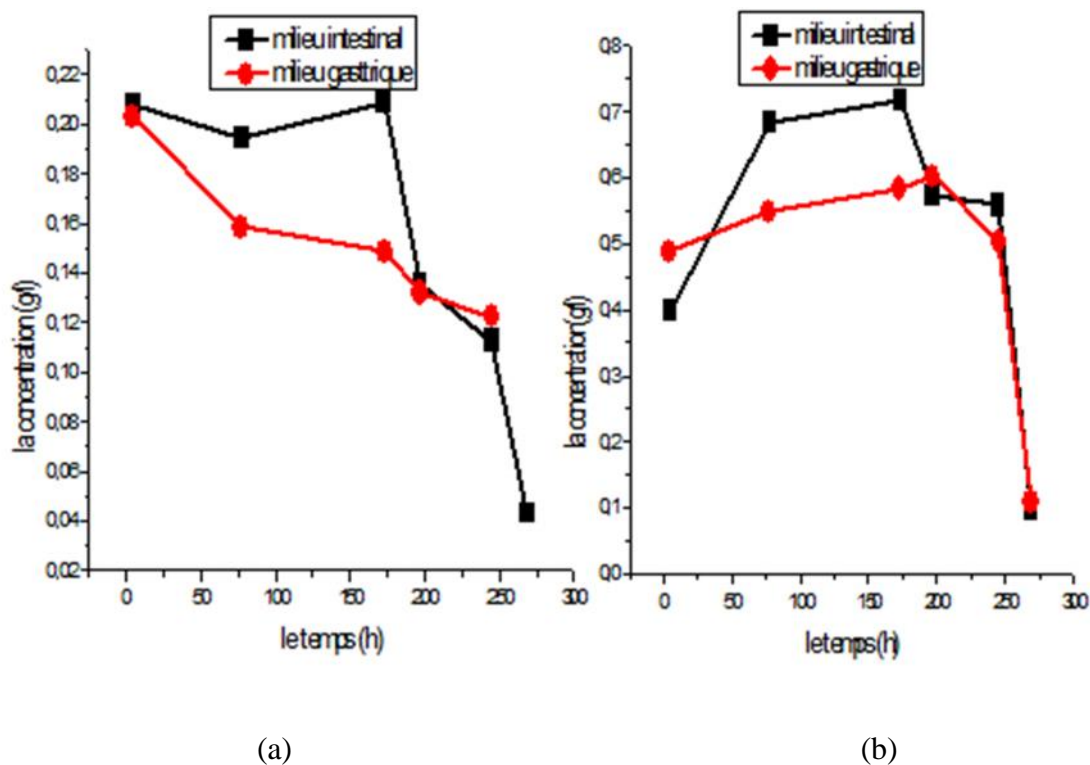 milieu intestinal
milieu gasttrique
0,22
0,20
0,18
0,16
0,14
0,12
0,10
0,08
0,06
0,04
0,02
la concentration (g/l)
0 50 100 150 200 250 300
le temps (h)
milieu intestinal
milieu gasttrique
0,8
0,7
0,6
0,5
0,4
0,3
0,2
0,1
0,0
la concentration (g/l)
0 50 100 150 200 250 300
le temps (h)
(a) (b)